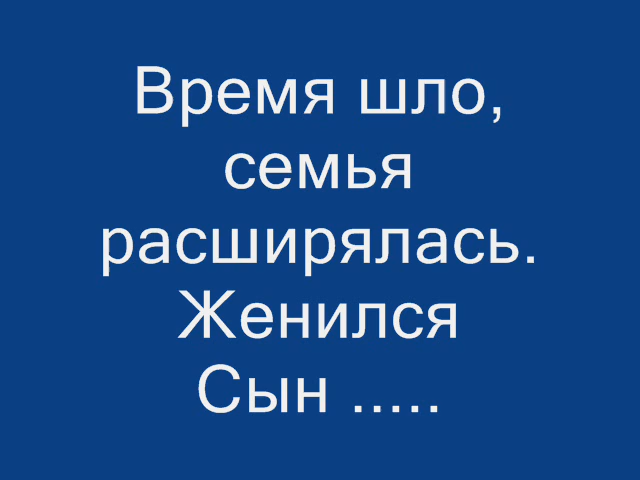 Время шло,
семья
расширялась.
Женился
Сын .....